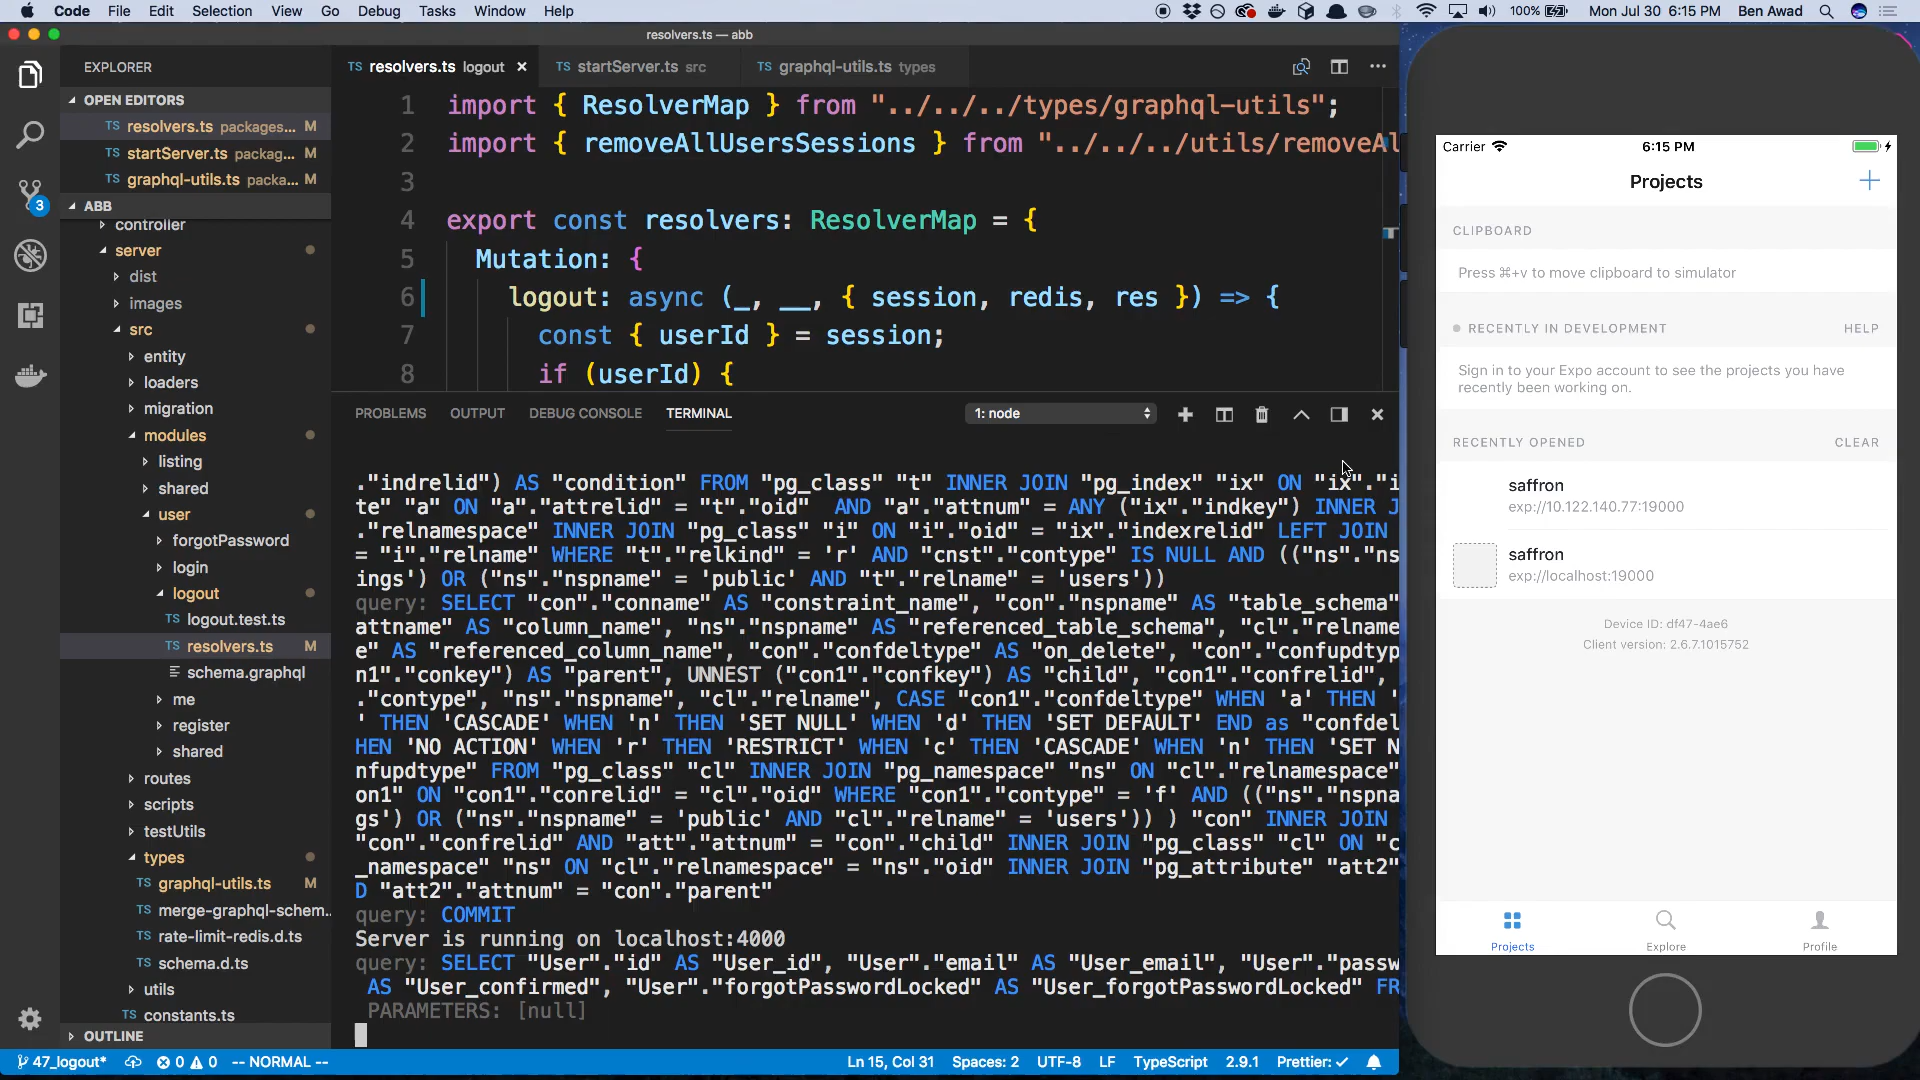 Code File Edit Selection View Go Debug Tasks Window Help
100% Mon Jul 30 6:15 PM Ben Awad
resolvers.ts — abb
EXPLORER
OPEN EDITORS
TS resolvers.ts packages... M
TS startServer.ts packag... M
TS graphql-utils.ts packa... M
3
ABB
controller
server
dist
images
src
entity
loaders
migration
modules
listing
shared
user
forgotPassword
login
logout
TS logout.test.ts
TS resolvers.ts M
schema.graphql
me
register
shared
routes
scripts
testUtils
types
TS graphql-utils.ts M
TS merge-graphql-schem...
TS rate-limit-redis.d.ts
TS schema.d.ts
utils
TS constants.ts
OUTLINE
TS resolvers.ts logout × TS startServer.ts src TS graphql-utils.ts types
1 import { ResolverMap } from "../../../types/graphql-utils";
2 import { removeAllUsersSessions } from "../../../utils/removeAl
3
4 export const resolvers: ResolverMap = {
5 Mutation: {
6 logout: async (_, __, { session, redis, res }) => {
7 const { userId } = session;
8 if (userId) {
PROBLEMS OUTPUT DEBUG CONSOLE TERMINAL 1: node
."indrelid") AS "condition" FROM "pg_class" "t" INNER JOIN "pg_index" "ix" ON "ix"."i
te" "a" ON "a"."attrelid" = "t"."oid" AND "a"."attnum" = ANY ("ix"."indkey") INNER J
."relnamespace" INNER JOIN "pg_class" "i" ON "i"."oid" = "ix"."indexrelid" LEFT JOIN
= "i"."relname" WHERE "t"."relkind" = 'r' AND "cnst"."contype" IS NULL AND (("ns"."ns
ings') OR ("ns"."nspname" = 'public' AND "t"."relname" = 'users'))
query: SELECT "con"."conname" AS "constraint_name", "con"."nspname" AS "table_schema"
attname" AS "column_name", "ns"."nspname" AS "referenced_table_schema", "cl"."relname
e" AS "referenced_column_name", "con"."confdeltype" AS "on_delete", "con"."confupdtyp
n1"."conkey") AS "parent", UNNEST ("con1"."confkey") AS "child", "con1"."confrelid",
."contype", "ns"."nspname", "cl"."relname", CASE "con1"."confdeltype" WHEN 'a' THEN '
' THEN 'CASCADE' WHEN 'n' THEN 'SET NULL' WHEN 'd' THEN 'SET DEFAULT' END as "confdel
HEN 'NO ACTION' WHEN 'r' THEN 'RESTRICT' WHEN 'c' THEN 'CASCADE' WHEN 'n' THEN 'SET N
nfupdtype" FROM "pg_class" "cl" INNER JOIN "pg_namespace" "ns" ON "cl"."relnamespace"
on1" ON "con1"."conrelid" = "cl"."oid" WHERE "con1"."contype" = 'f' AND (("ns"."nspna
gs') OR ("ns"."nspname" = 'public' AND "cl"."relname" = 'users')) ) "con" INNER JOIN
"con"."confrelid" AND "att"."attnum" = "con"."child" INNER JOIN "pg_class" "cl" ON "c
_namespace" "ns" ON "cl"."relnamespace" = "ns"."oid" INNER JOIN "pg_attribute" "att2"
D "att2"."attnum" = "con"."parent"
query: COMMIT
Server is running on localhost:4000
query: SELECT "User"."id" AS "User_id", "User"."email" AS "User_email", "User"."passw
AS "User_confirmed", "User"."forgotPasswordLocked" AS "User_forgotPasswordLocked" FR
PARAMETERS: [null]
47_logout* 0 0 -- NORMAL -- Ln 15, Col 31 Spaces: 2 UTF-8 LF TypeScript 2.9.1 Prettier: ✓
Carrier 6:15 PM
Projects
CLIPBOARD
Press ⌘+v to move clipboard to simulator
RECENTLY IN DEVELOPMENT HELP
Sign in to your Expo account to see the projects you have
recently been working on.
RECENTLY OPENED CLEAR
saffron
exp://10.122.140.77:19000
saffron
exp://localhost:19000
Device ID: df47-4ae6
Client version: 2.6.7.1015752
Projects Explore Profile